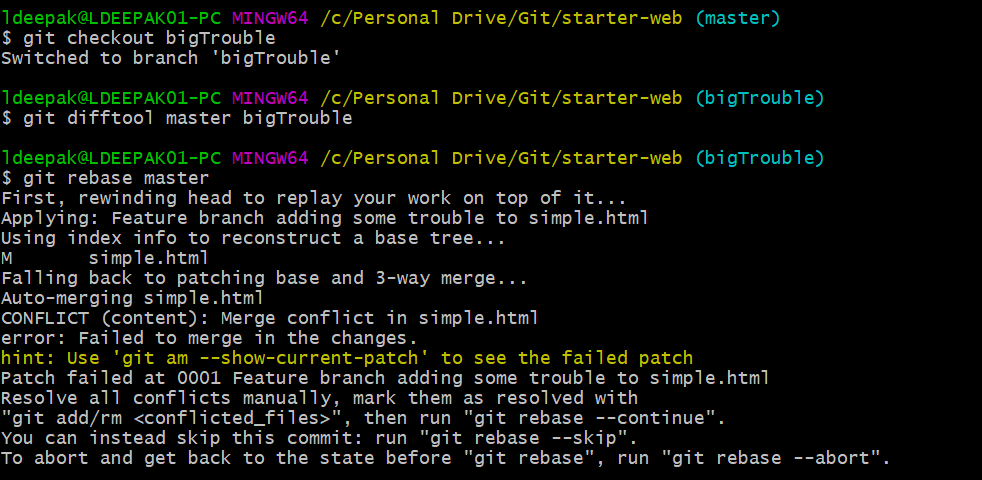 ldeepak@LDEEPAK01-PC MINGW64 /c/Personal Drive/Git/starter-web (master)
$ git checkout bigTrouble
Switched to branch 'bigTrouble'
ldeepak@LDEEPAK01-PC MINGW64 /c/Personal Drive/Git/starter-web (bigTrouble)
$ git difftool master bigTrouble
ldeepak@LDEEPAK01-PC MINGW64 /c/Personal Drive/Git/starter-web (bigTrouble)
$ git rebase master
First, rewinding head to replay your work on top of it...
Applying: Feature branch adding some trouble to simple.html
Using index info to reconstruct a base tree...
M       simple.html
Falling back to patching base and 3-way merge...
Auto-merging simple.html
CONFLICT (content): Merge conflict in simple.html
error: Failed to merge in the changes.
hint: Use 'git am --show-current-patch' to see the failed patch
Patch failed at 0001 Feature branch adding some trouble to simple.html
Resolve all conflicts manually, mark them as resolved with
"git add/rm <conflicted_files>", then run "git rebase --continue".
You can instead skip this commit: run "git rebase --skip".
To abort and get back to the state before "git rebase", run "git rebase --abort".